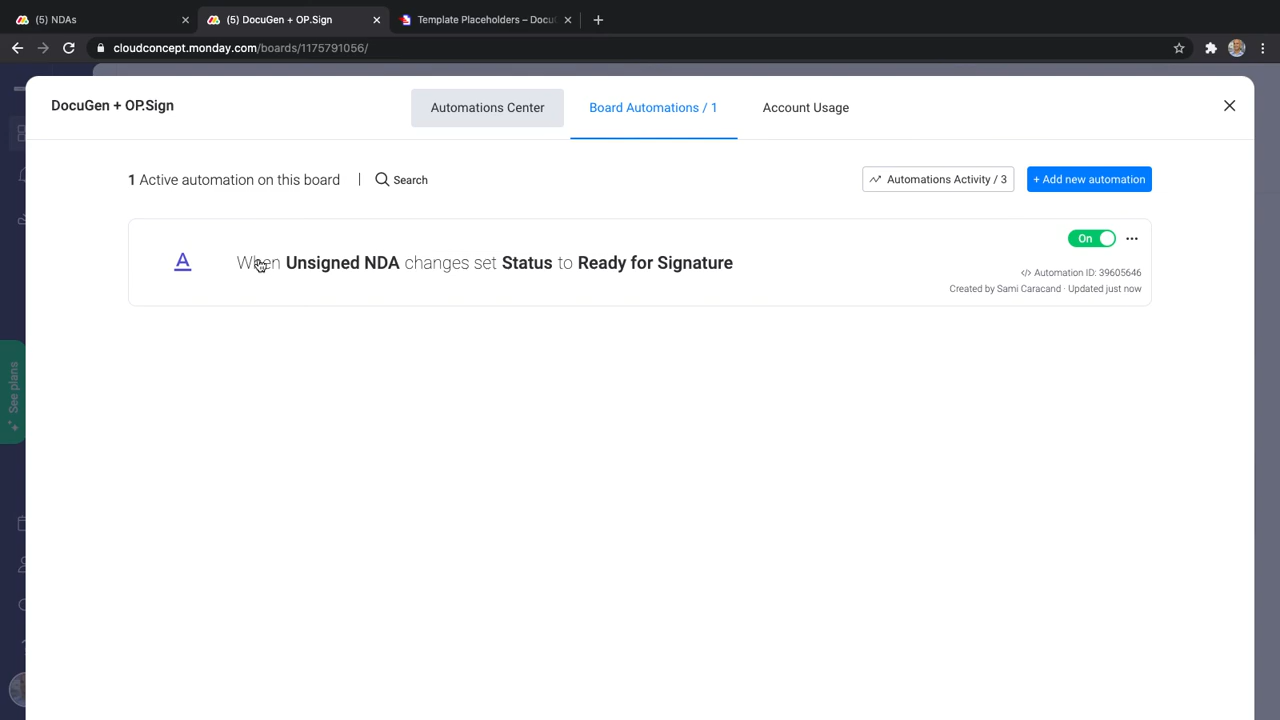 (5) NDAs
(5) DocuGen + OP.Sign
Template Placeholders – DocuG
cloudconcept.monday.com/boards/1175791056/
DocuGen + OP.Sign
Automations Center
Board Automations / 1
Account Usage
1 Active automation on this board
Search
Automations Activity / 3
+ Add new automation
When Unsigned NDA changes set Status to Ready for Signature
On
</> Automation ID: 39605646
Created by Sami Caracand · Updated just now
See plans